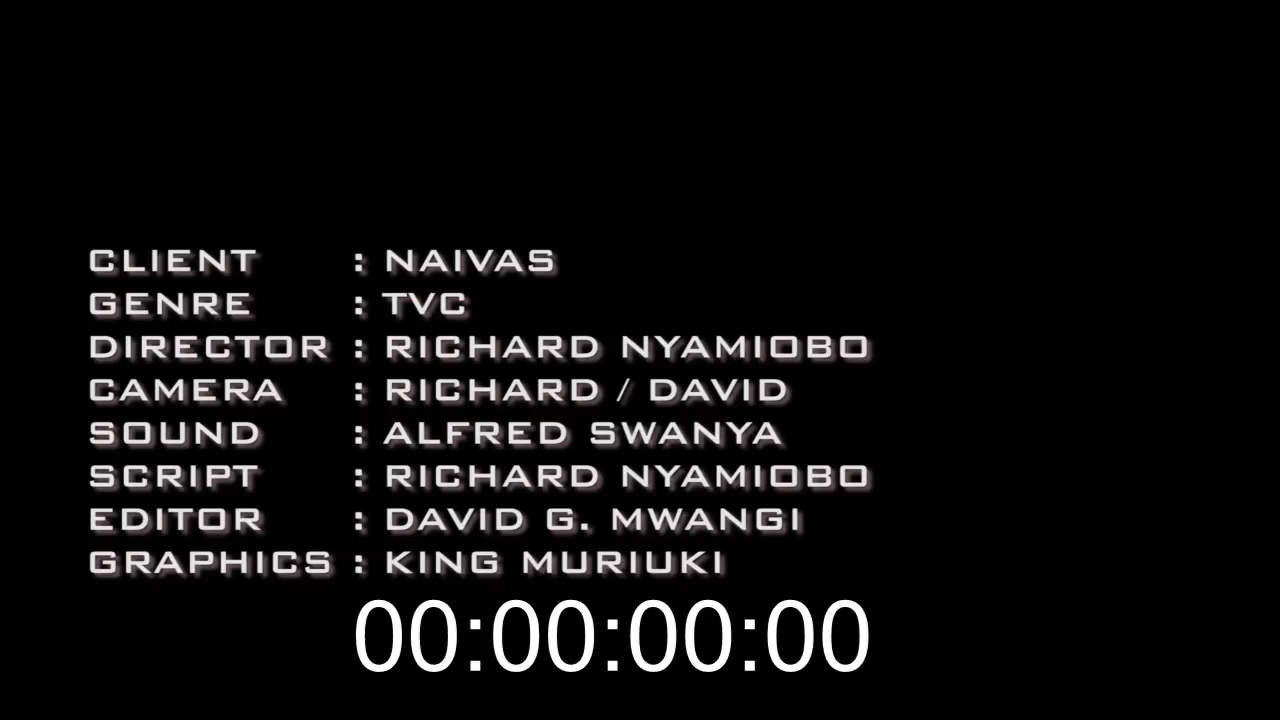 CLIENT : NAIVAS
GENRE : TVC
DIRECTOR : RICHARD NYAMIOBO
CAMERA : RICHARD / DAVID
SOUND : ALFRED SWANYA
SCRIPT : RICHARD NYAMIOBO
EDITOR : DAVID G. MWANGI
GRAPHICS : KING MURIUKI
00:00:00:00